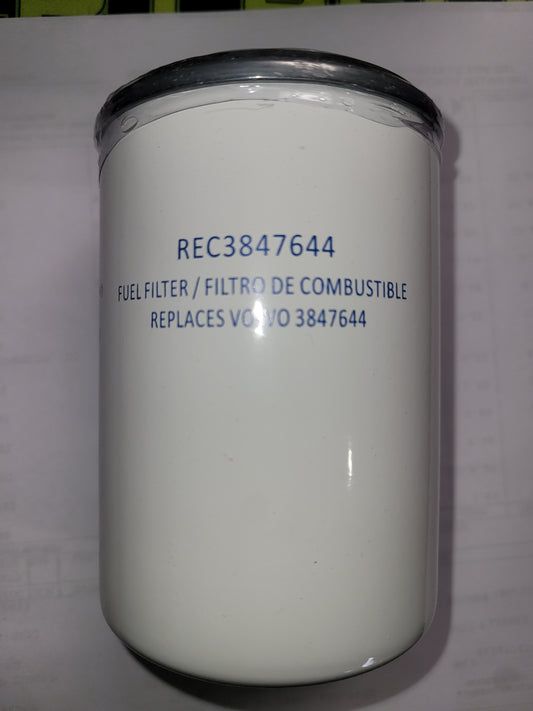 REC3847644
FUEL FILTER / FILTRO DE COMBUSTIBLE
REPLACES VOLVO 3847644